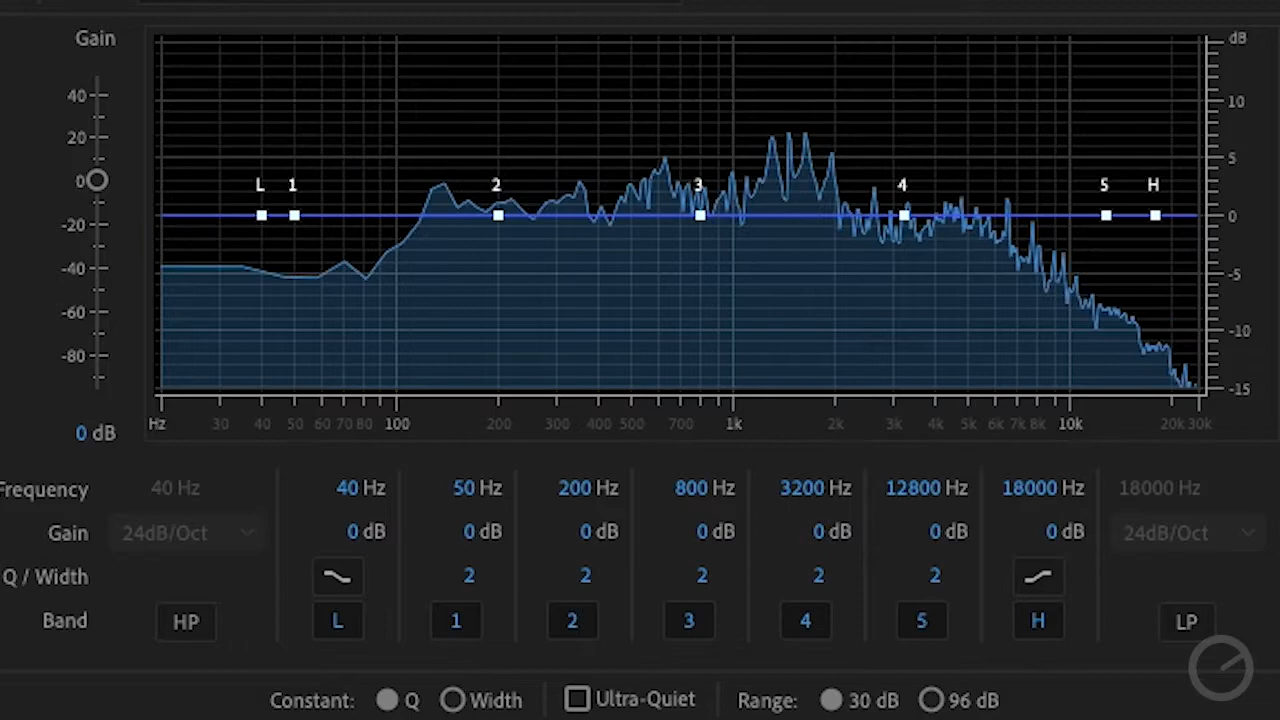 Gain
dB
40
20
0
-20
-40
-60
-80
10
5
0
-5
-10
-15
L 1 2 3 4 5 H
Hz 30 40 50 60 70 80 100 200 300 400 500 700 1k 2k 3k 4k 5k 6k 7k 8k 10k 20k 30k
0 dB
Frequency 40 Hz 40 Hz 50 Hz 200 Hz 800 Hz 3200 Hz 12800 Hz 18000 Hz 18000 Hz
Gain 24dB/Oct 0 dB 0 dB 0 dB 0 dB 0 dB 0 dB 0 dB 24dB/Oct
Q / Width 2 2 2 2 2
Band HP L 1 2 3 4 5 H LP
Constant: Q Width Ultra-Quiet Range: 30 dB 96 dB